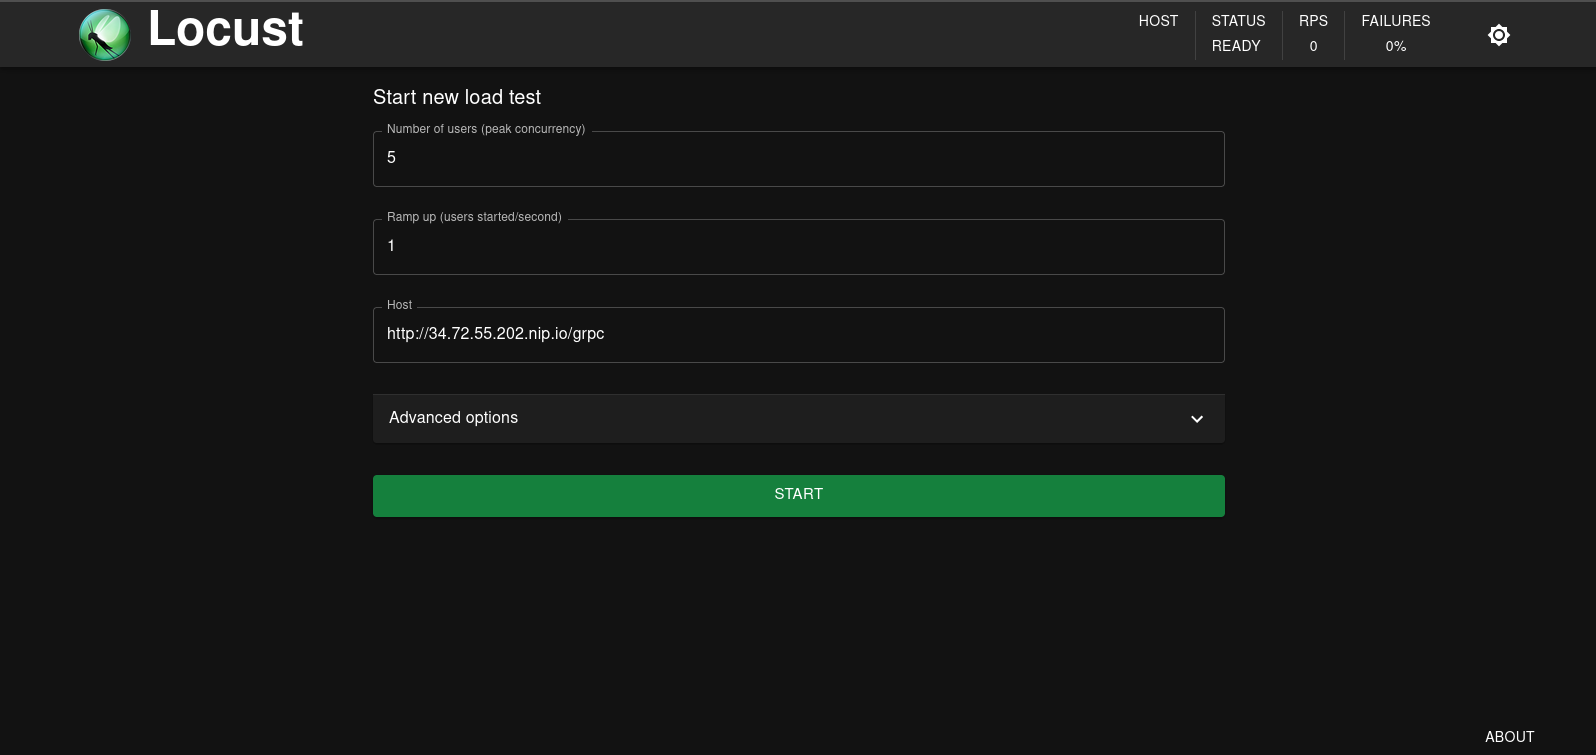 Locust
HOST
STATUS
READY
RPS
0
FAILURES
0%
Start new load test
Number of users (peak concurrency)
5
Ramp up (users started/second)
1
Host
http://34.72.55.202.nip.io/grpc
Advanced options
START
ABOUT